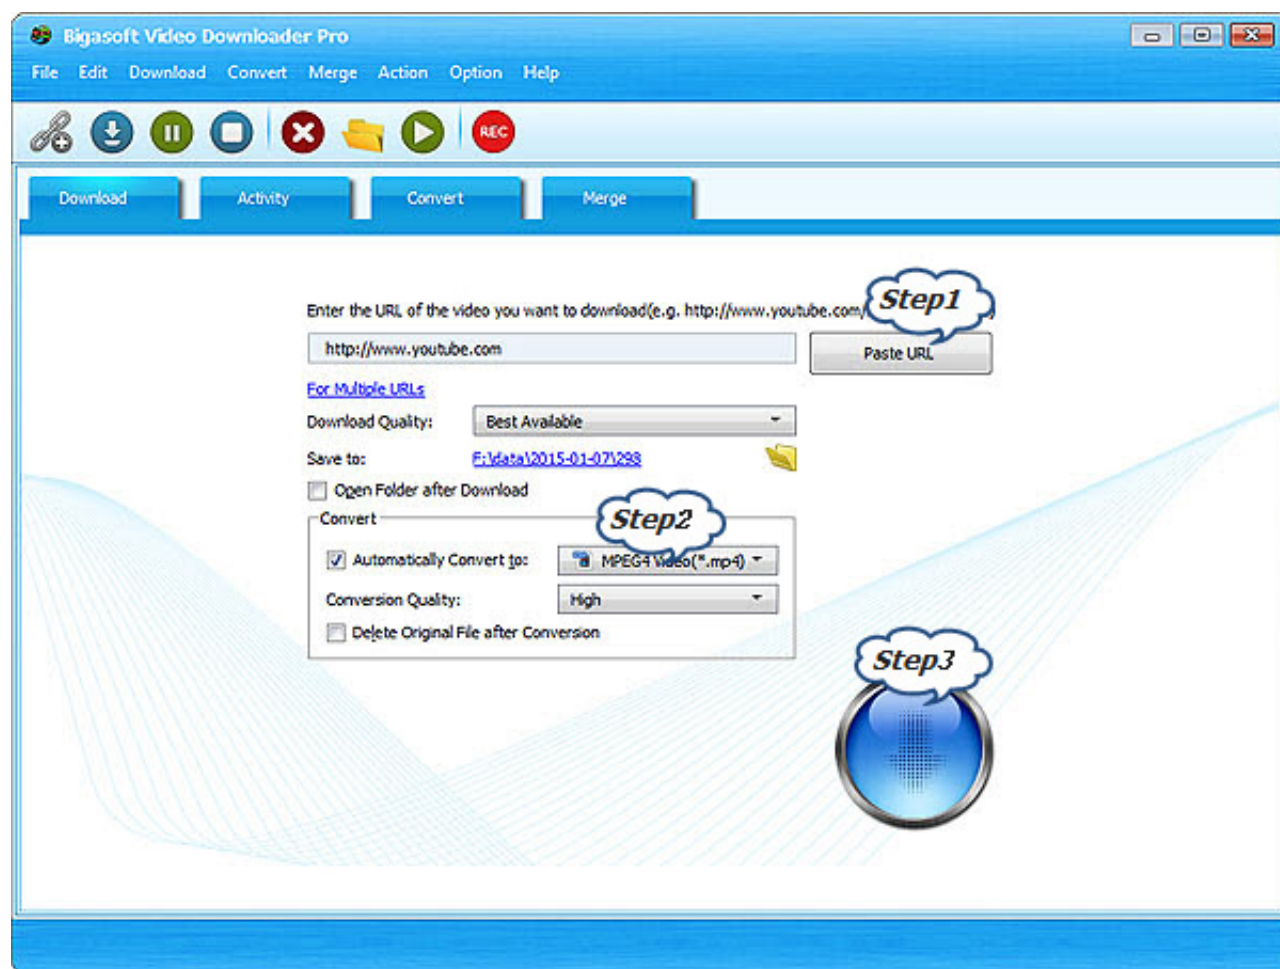 Bigasoft Video Downloader Pro
File Edit Download Convert Merge Action Option Help
REC
Download Activity Convert Merge
Step1
Enter the URL of the video you want to download(e.g. http://www.youtube.com/
http://www.youtube.com Paste URL
For Multiple URLs
Download Quality: Best Available
Save to: F:\data\2015-01-07\298
Open Folder after Download
Convert
Step2
Automatically Convert to: MPEG4 Video(*.mp4)
Conversion Quality: High
Delete Original File after Conversion
Step3